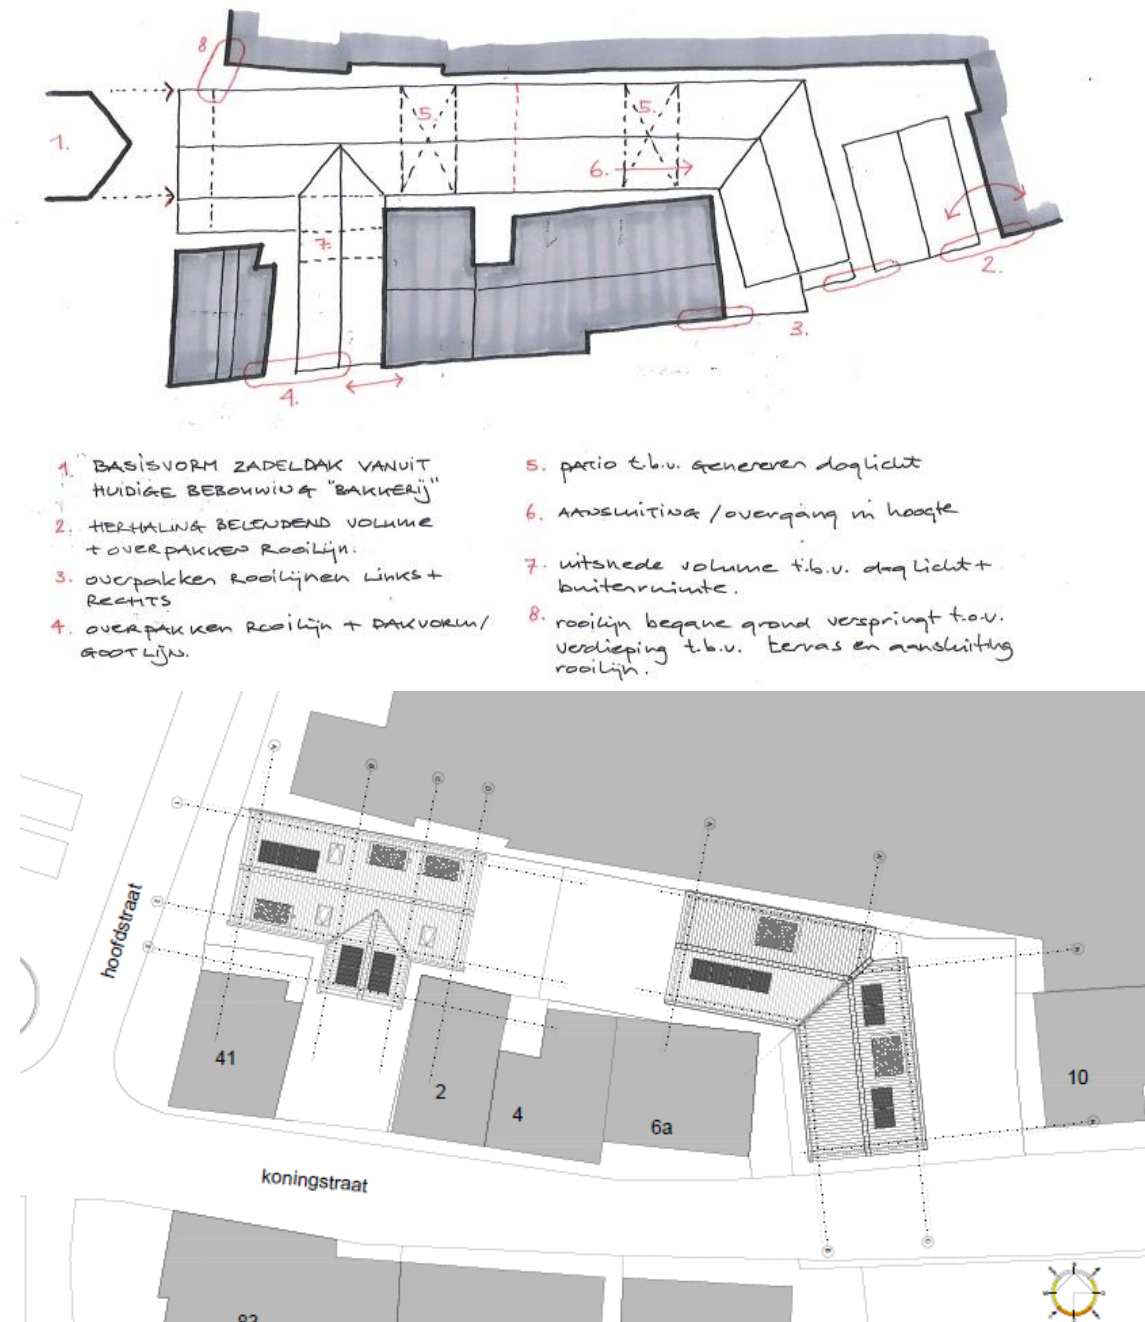 8
1.
5.
5.
6.
7.
2.
3.
4.
1. BASISVORM ZADELDAK VANUIT
HUIDIGE BEBOUWING "BAKKERIJ"
2. HERHALING BELENDEND VOLUME
+ OVERPAKKEN ROOILIJN.
3. overpakken Rooilijnen LINKS +
RECHTS
4. OVERPAKKEN ROOILIJN + DAKVORM/
GOOTLIJN.
5. patio t.b.v. genereren daglicht
6. AANSLUITING / overgang in hoogte
7. uitsnede volume t.b.v. daglicht +
buitenruimte.
8. rooilijn begane grond verspringt t.o.v.
verdieping t.b.v. terras en aansluiting
rooilijn.
hoofdstraat
41
2
4
6a
10
koningstraat
83